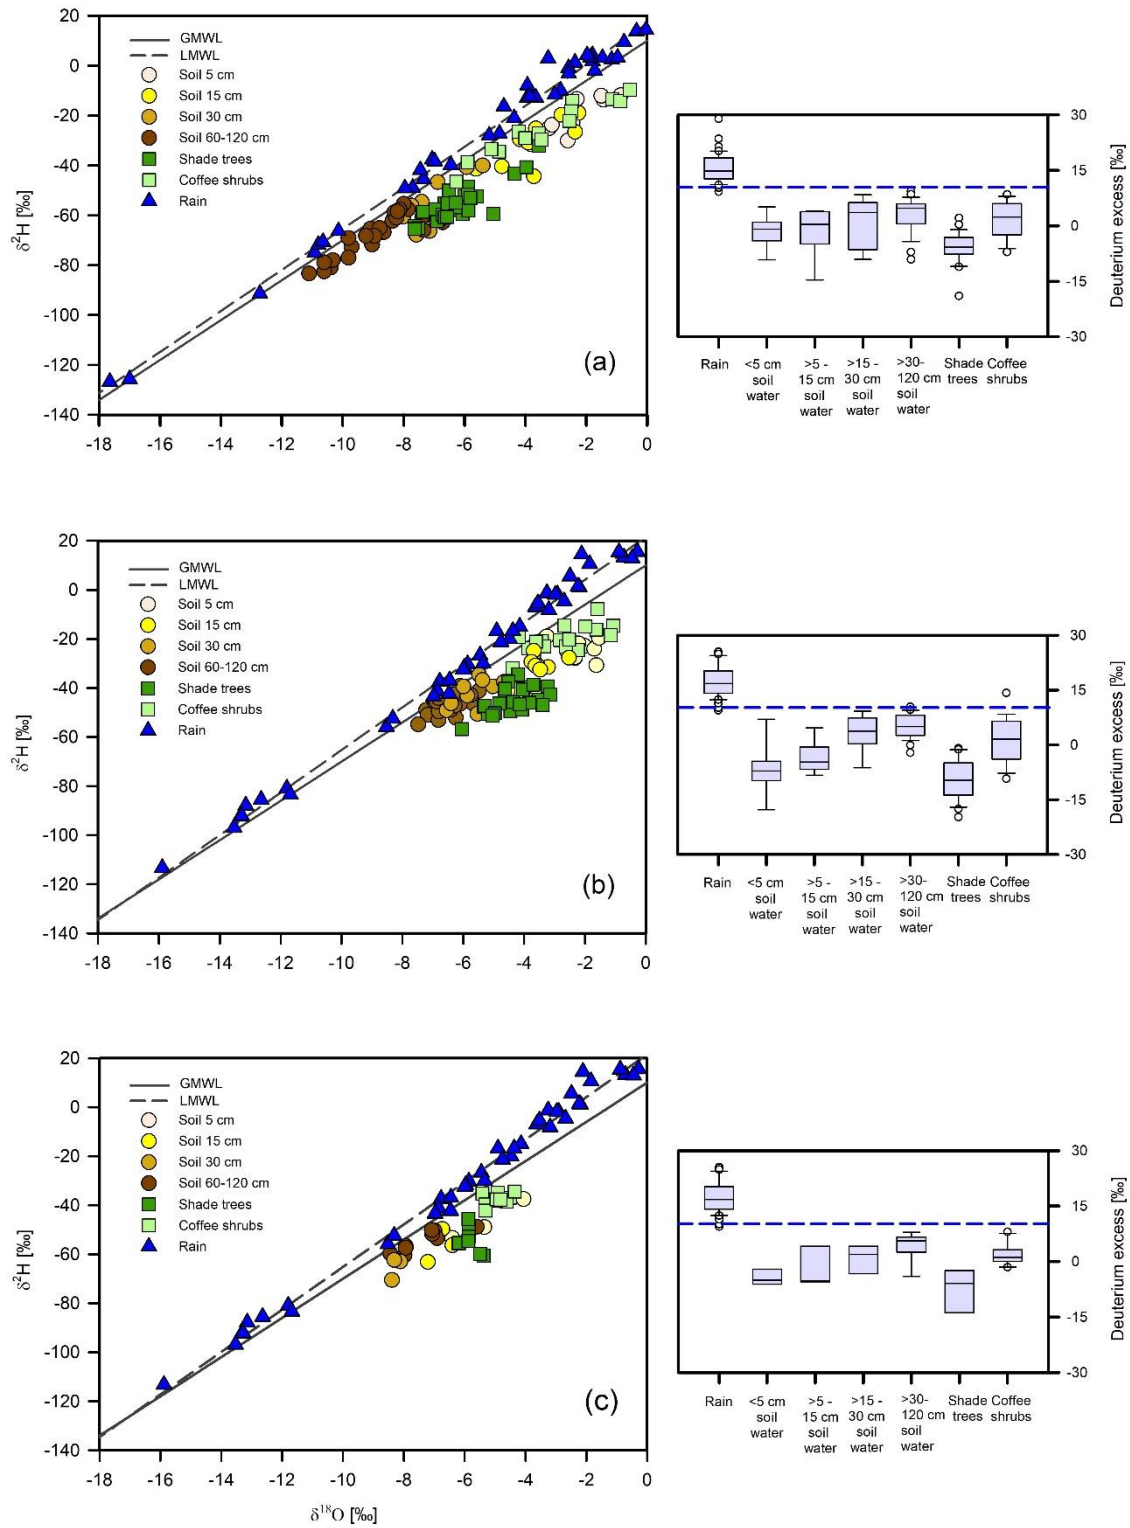 20
0
-20
-40
-60
-80
-100
-120
-140
δ²H [‰]
GMWL
LMWL
Soil 5 cm
Soil 15 cm
Soil 30 cm
Soil 60-120 cm
Shade trees
Coffee shrubs
Rain
(a)
-18 -16 -14 -12 -10 -8 -6 -4 -2 0
30
15
0
-15
-30
Deuterium excess [‰]
Rain <5 cm >5 - >15 - >30- Shade Coffee
soil 15 cm 30 cm 120 cm trees shrubs
water soil soil soil
water water water
20
0
-20
-40
-60
-80
-100
-120
-140
δ²H [‰]
GMWL
LMWL
Soil 5 cm
Soil 15 cm
Soil 30 cm
Soil 60-120 cm
Shade trees
Coffee shrubs
Rain
(b)
-18 -16 -14 -12 -10 -8 -6 -4 -2 0
30
15
0
-15
-30
Deuterium excess [‰]
Rain <5 cm >5 - >15 - >30- Shade Coffee
soil 15 cm 30 cm 120 cm trees shrubs
water soil soil soil
water water water
20
0
-20
-40
-60
-80
-100
-120
-140
δ²H [‰]
GMWL
LMWL
Soil 5 cm
Soil 15 cm
Soil 30 cm
Soil 60-120 cm
Shade trees
Coffee shrubs
Rain
(c)
-18 -16 -14 -12 -10 -8 -6 -4 -2 0
δ¹⁸O [‰]
30
15
0
-15
-30
Deuterium excess [‰]
Rain <5 cm >5 - >15 - >30- Shade Coffee
soil 15 cm 30 cm 120 cm trees shrubs
water soil soil soil
water water water